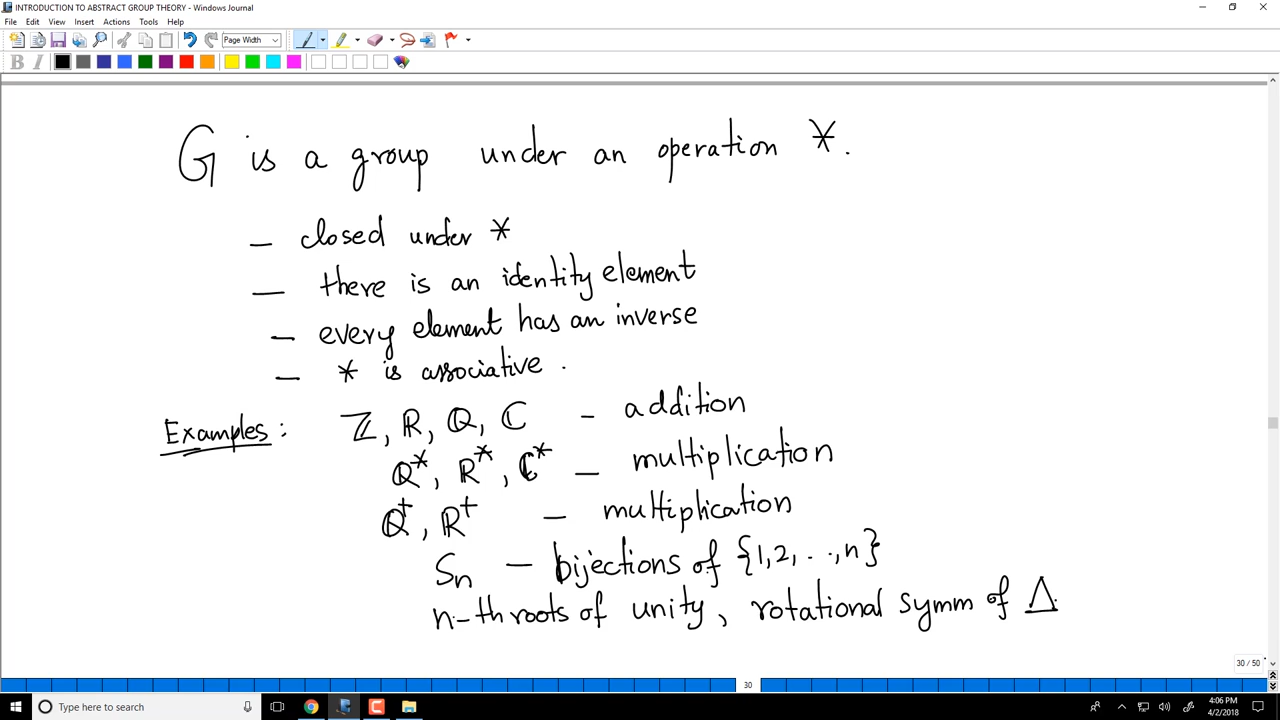 INTRODUCTION TO ABSTRACT GROUP THEORY - Windows Journal
File Edit View Insert Actions Tools Help
Page Width
B I
G is a group under an operation *.
— closed under *
— there is an identity element
— every element has an inverse
— * is associative.
Examples: ℤ, ℝ, ℚ, ℂ – addition
ℚ*, ℝ*, ℂ* — multiplication
ℚ⁺, ℝ⁺ — multiplication
Sₙ — bijections of {1,2,...,n}
n-th roots of unity, rotational symm of Δ
30 / 50
30
Type here to search
4:06 PM
4/2/2018